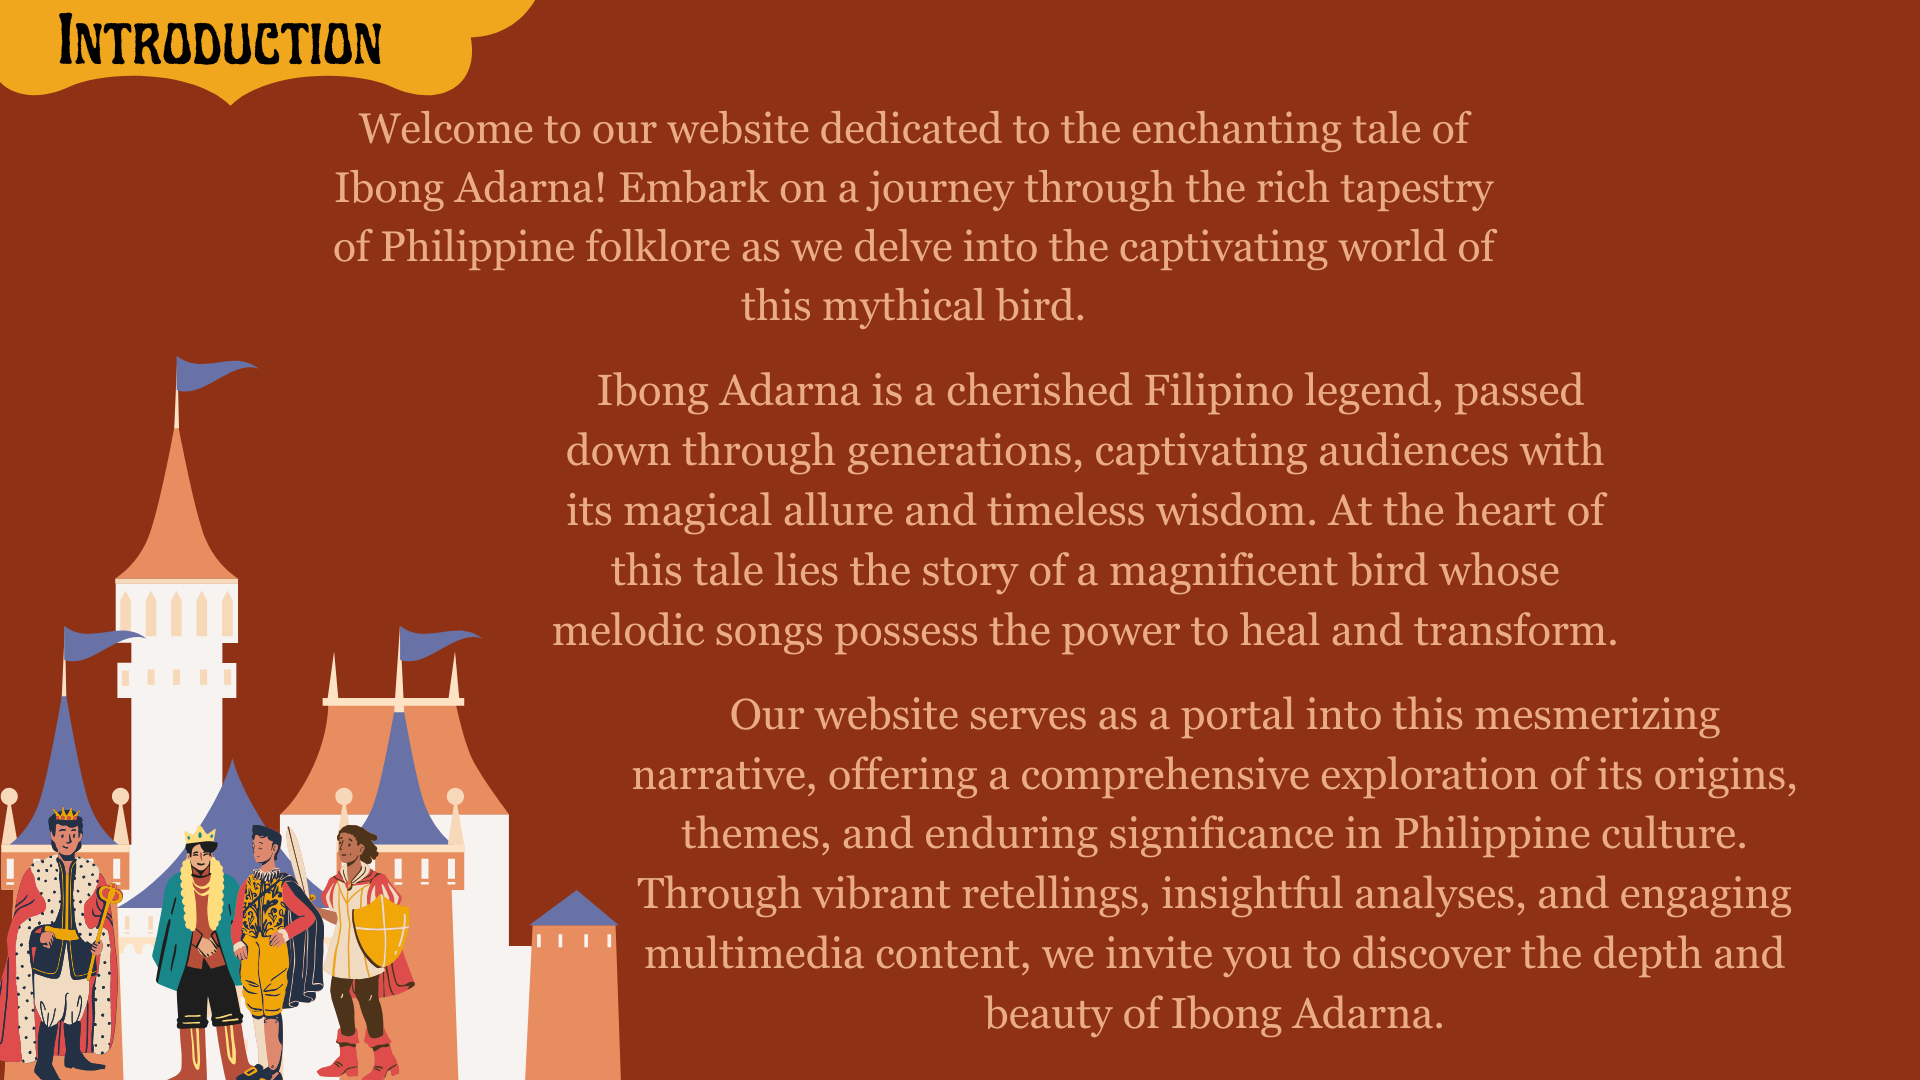 Introduction
Welcome to our website dedicated to the enchanting tale of
Ibong Adarna! Embark on a journey through the rich tapestry
of Philippine folklore as we delve into the captivating world of
this mythical bird.
Ibong Adarna is a cherished Filipino legend, passed
down through generations, captivating audiences with
its magical allure and timeless wisdom. At the heart of
this tale lies the story of a magnificent bird whose
melodic songs possess the power to heal and transform.
Our website serves as a portal into this mesmerizing
narrative, offering a comprehensive exploration of its origins,
themes, and enduring significance in Philippine culture.
Through vibrant retellings, insightful analyses, and engaging
multimedia content, we invite you to discover the depth and
beauty of Ibong Adarna.